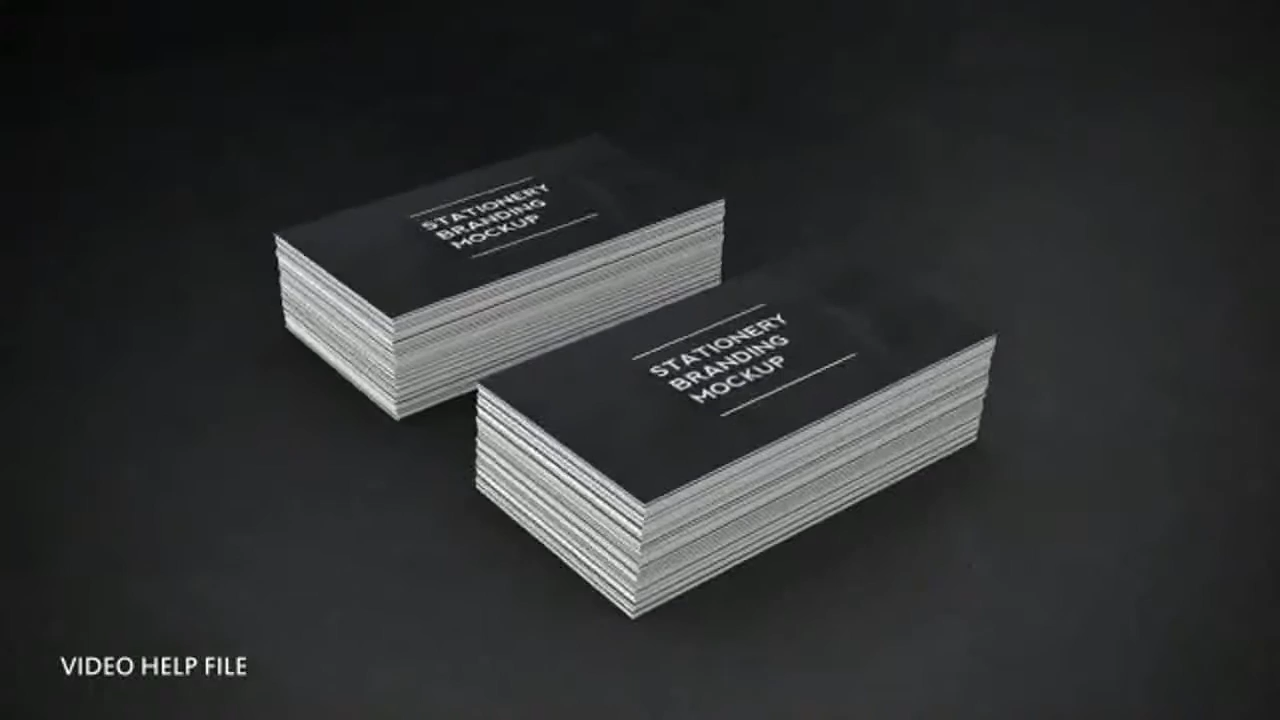 STATIONERY
BRANDING
MOCKUP
STATIONERY
BRANDING
MOCKUP
VIDEO HELP FILE